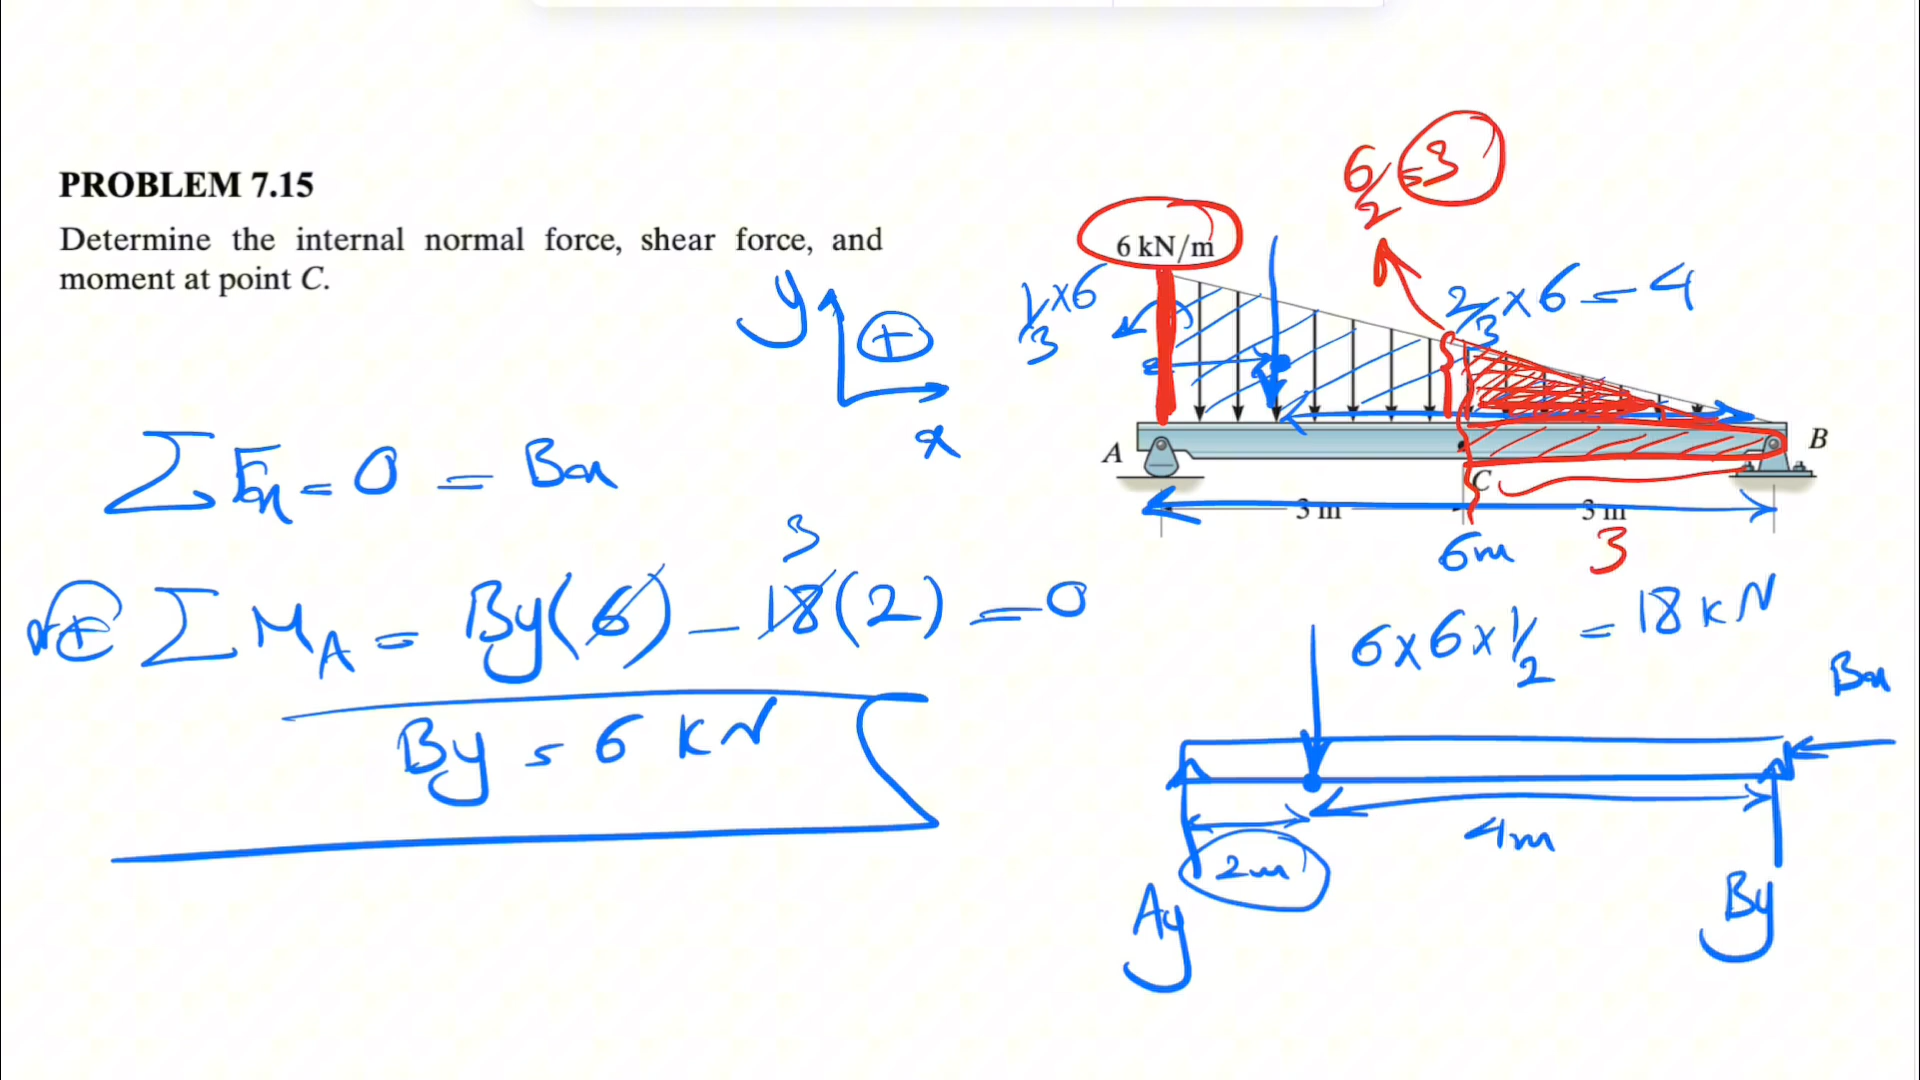 PROBLEM 7.15
Determine the internal normal force, shear force, and
moment at point C.
y
+
x
6/2 = 3
6 kN/m
1/3 × 6
2/3 × 6 = 4
A
B
C
3 m
3 m
6m
3
ΣFx = 0 = Bx
3
+ ΣMA = By(6) - 18(2) = 0
By = 6 kN
6 × 6 × 1/2 = 18 kN
Bx
2m
4m
Ay
By